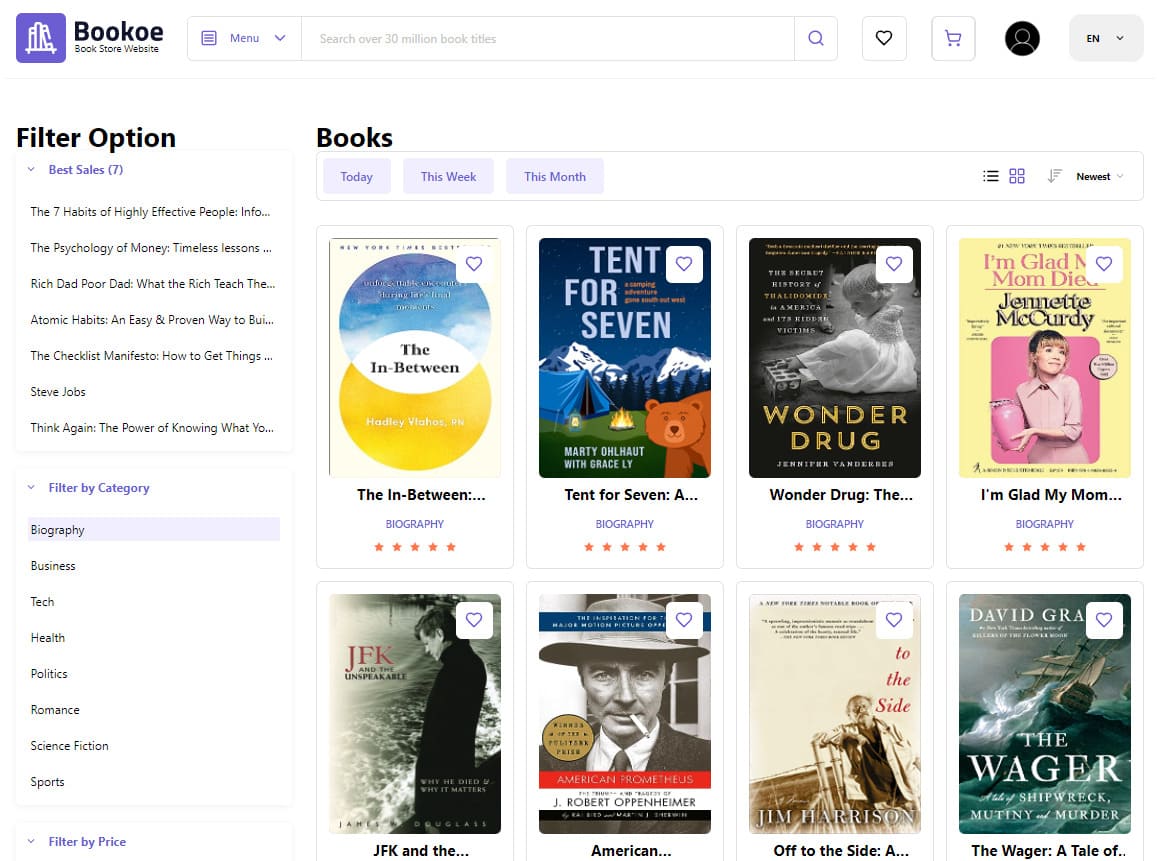 Bookoe
Book Store Website
Menu
Search over 30 million book titles
EN
Filter Option
Best Sales (7)
The 7 Habits of Highly Effective People: Info...
The Psychology of Money: Timeless lessons ...
Rich Dad Poor Dad: What the Rich Teach The...
Atomic Habits: An Easy & Proven Way to Bui...
The Checklist Manifesto: How to Get Things ...
Steve Jobs
Think Again: The Power of Knowing What Yo...
Filter by Category
Biography
Business
Tech
Health
Politics
Romance
Science Fiction
Sports
Filter by Price
Books
Today
This Week
This Month
Newest
NEW YORK TIMES
unforgettable
during life's final
moments
The
In-Between
Hadley Vlahos, RN
The In-Between:...
BIOGRAPHY
TENT
FOR
a camping
adventure
gone south out west
SEVEN
MARTY OHLHAUT
WITH GRACE LY
Tent for Seven: A...
BIOGRAPHY
THE SECRET
HISTORY of
THALIDOMIDE
in AMERICA
and ITS HIDDEN
VICTIMS
WONDER
DRUG
JENNIFER VANDERBES
Wonder Drug: The...
BIOGRAPHY
#1 NEW YORK TIMES BESTSELLER
I'm Glad M
Mom Died
Jennette
McCurdy
I'm Glad My Mom...
BIOGRAPHY
JFK
AND THE
UNSPEAKABLE
WHY HE DIED &
WHY IT MATTERS
JAMES W. DOUGLASS
JFK and the...
THE INSPIRATION FOR T
MAJOR MOTION PICTURE OPPE
WINNER
OF THE
PULITZER
PRIZE
AMERICAN PROMETHEUS
THE TRIUMPH AND TRAGEDY OF
J. ROBERT OPPENHEIMER
KAI BIRD AND MARTIN J. SHERWIN
American...
A NEW YORK TIMES NOTABLE BOOK OF
to
the
Side
A Memoir
JIM HARRISON
Off to the Side: A...
DAVID GRA
KILLERS OF THE FLOWER MOON
THE
WAGER
A Tale of SHIPWRECK,
MUTINY and MURDER
The Wager: A Tale of...